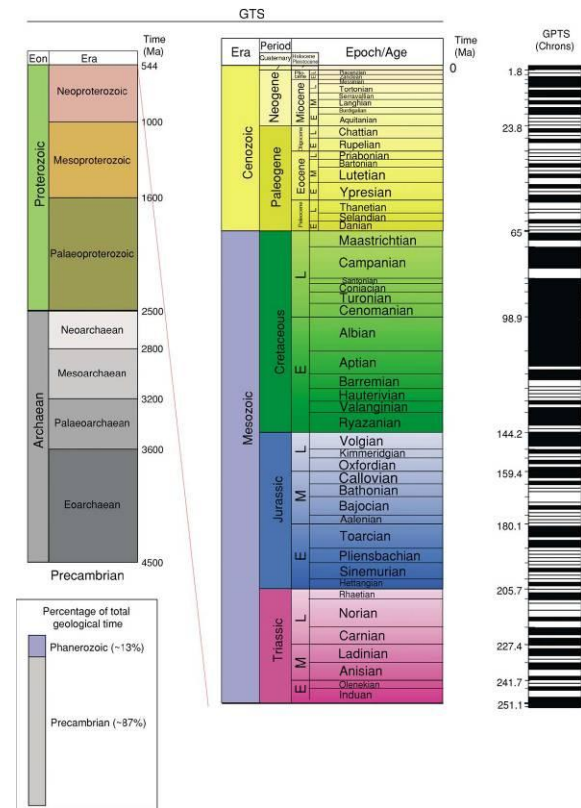 GTS
Eon
Era
Time
(Ma)
544
Proterozoic
Neoproterozoic
1000
Mesoproterozoic
1600
Palaeoproterozoic
2500
Archaean
Neoarchaean
2800
Mesoarchaean
3200
Palaeoarchaean
3600
Eoarchaean
4500
Precambrian
Percentage of total
geological time
Phanerozoic (~13%)
Precambrian (~87%)
Era
Period
Quaternary
Holocene
Pleistocene
Epoch/Age
Time
(Ma)
0
Cenozoic
Neogene
L
E
Miocene
L
M
E
Tortonian
Serravallian
Langhian
Burdigalian
Aquitanian
Paleogene
Oligocene
L
E
Chattian
Rupelian
Eocene
L
M
E
Priabonian
Bartonian
Lutetian
Ypresian
Paleocene
L
E
Thanetian
Selandian
Danian
Mesozoic
Cretaceous
L
Maastrichtian
Campanian
Santonian
Coniacian
Turonian
Cenomanian
E
Albian
Aptian
Barremian
Hauterivian
Valanginian
Ryazanian
Jurassic
L
Volgian
Kimmeridgian
Oxfordian
M
Callovian
Bathonian
Bajocian
Aalenian
E
Toarcian
Pliensbachian
Sinemurian
Hettangian
Triassic
L
Rhaetian
Norian
Carnian
M
Ladinian
Anisian
E
Olenekian
Induan
GPTS
(Chrons)
1.8
23.8
65
98.9
144.2
159.4
180.1
205.7
227.4
241.7
251.1